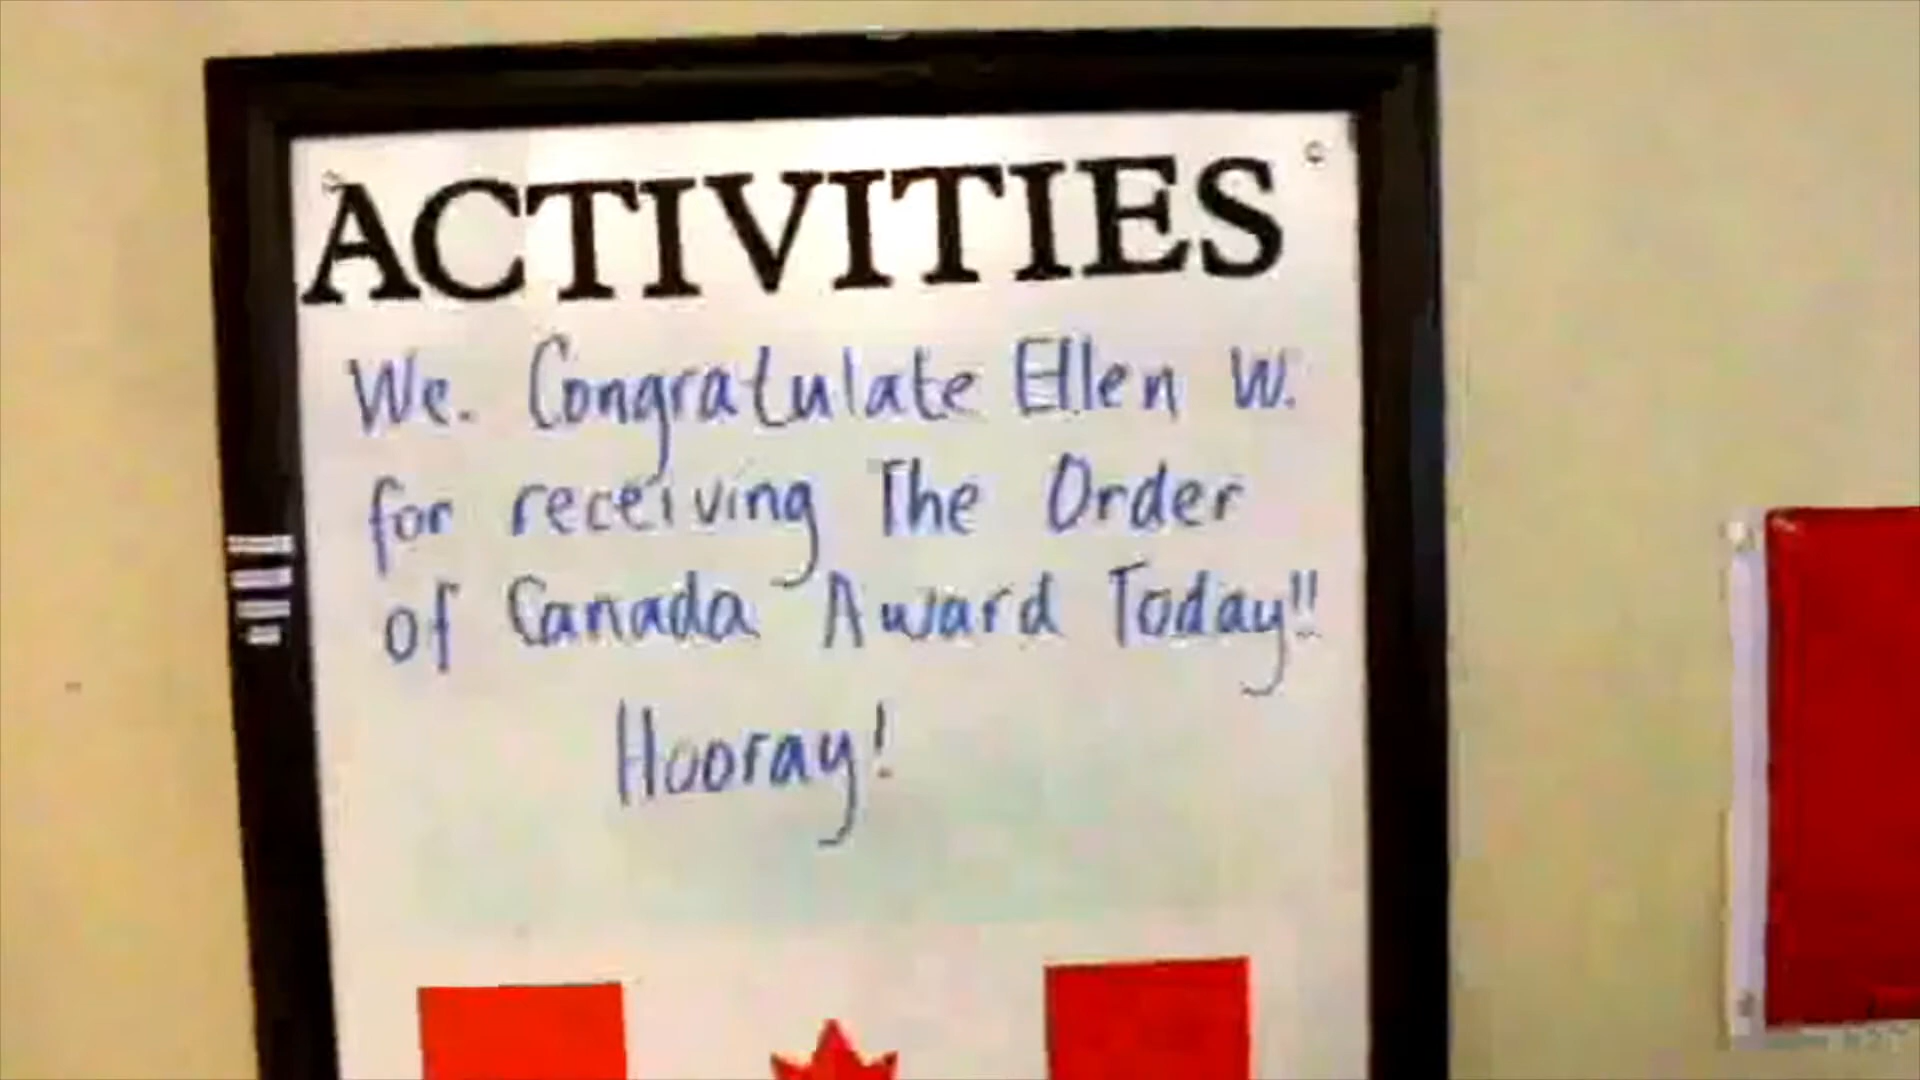 ACTIVITIES
We. Congratulate Ellen W.
for receiving The Order
of Canada Award Today!!
Hooray!